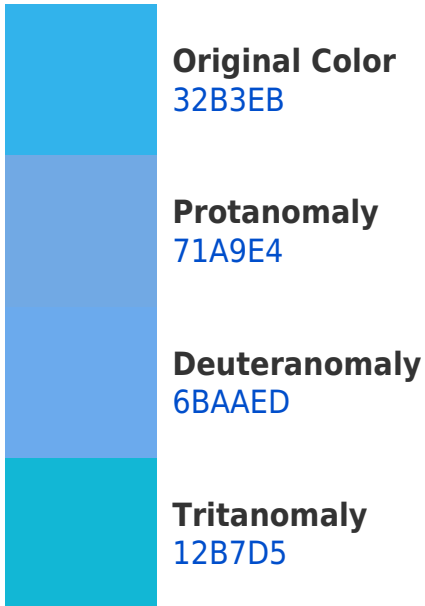 Original Color
32B3EB
Protanomaly
71A9E4
Deuteranomaly
6BAAED
Tritanomaly
12B7D5